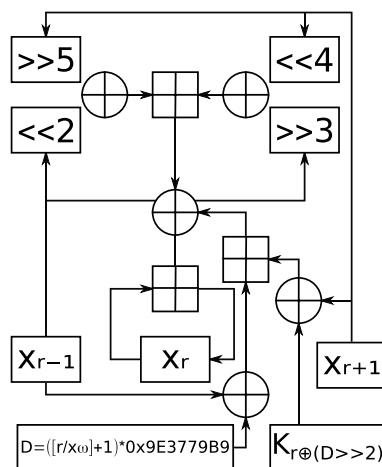 >>5
<<4
<<2
>>3
Xr-1
Xr
Xr+1
D=([r/xω]+1)*0x9E3779B9
Kr⊕(D>>2)